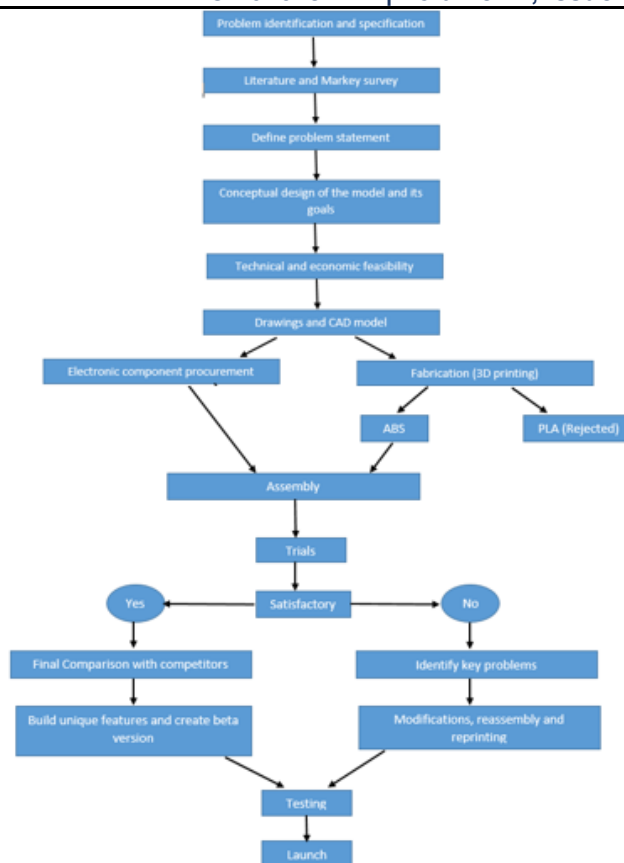 Problem identification and specification
Literature and Markey survey
Define problem statement
Conceptual design of the model and its
goals
Technical and economic feasibility
Drawings and CAD model
Electronic component procurement
Fabrication (3D printing)
ABS
PLA (Rejected)
Assembly
Trials
Yes
Satisfactory
No
Final Comparison with competitors
Identify key problems
Build unique features and create beta
version
Modifications, reassembly and
reprinting
Testing
Launch